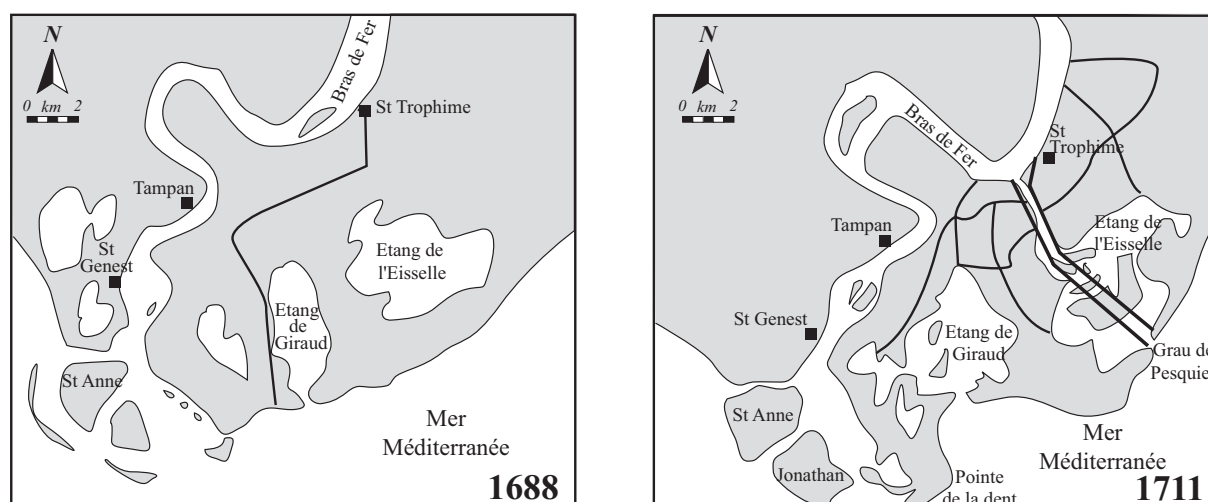 N
0 km 2
Bras de Fer
St Trophime
Tampan
St
Genest
Etang de
l'Eisselle
Etang
de
Giraud
St Anne
Mer
Méditerranée
1688
N
0 km 2
Bras de Fer
St
Trophime
Tampan
Etang de
l'Eisselle
St Genest
Etang de
Giraud
Grau de
Pesquie
St Anne
Mer
Méditerranée
Jonathan
Pointe
de la dent
1711